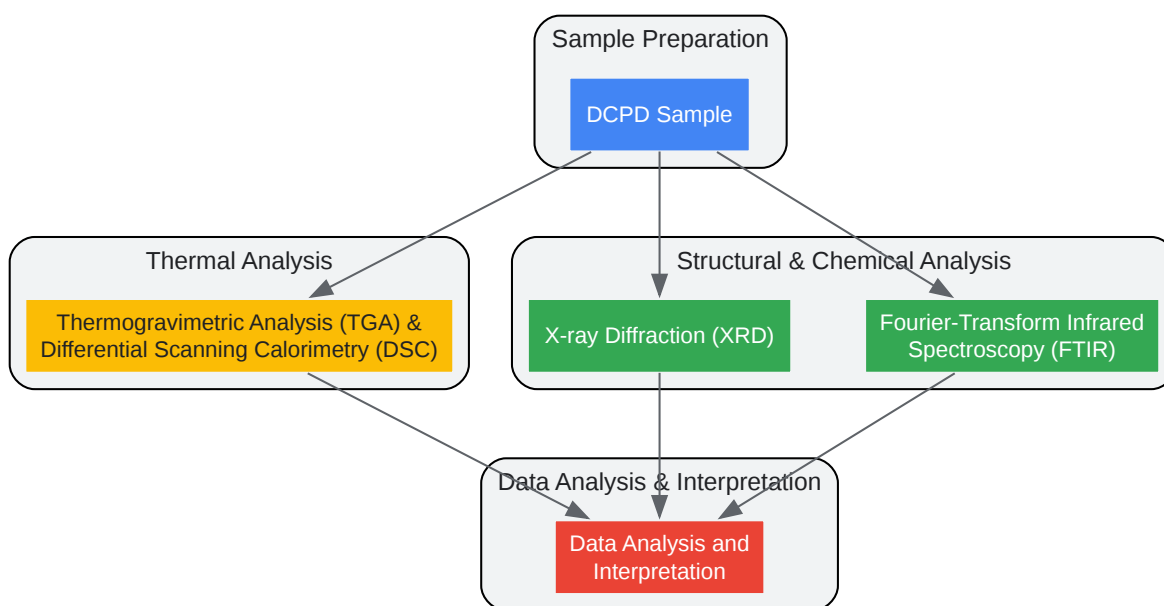 Sample Preparation
DCPD Sample
Thermal Analysis
Thermogravimetric Analysis (TGA) &
Differential Scanning Calorimetry (DSC)
Structural & Chemical Analysis
X-ray Diffraction (XRD)
Fourier-Transform Infrared
Spectroscopy (FTIR)
Data Analysis & Interpretation
Data Analysis and
Interpretation